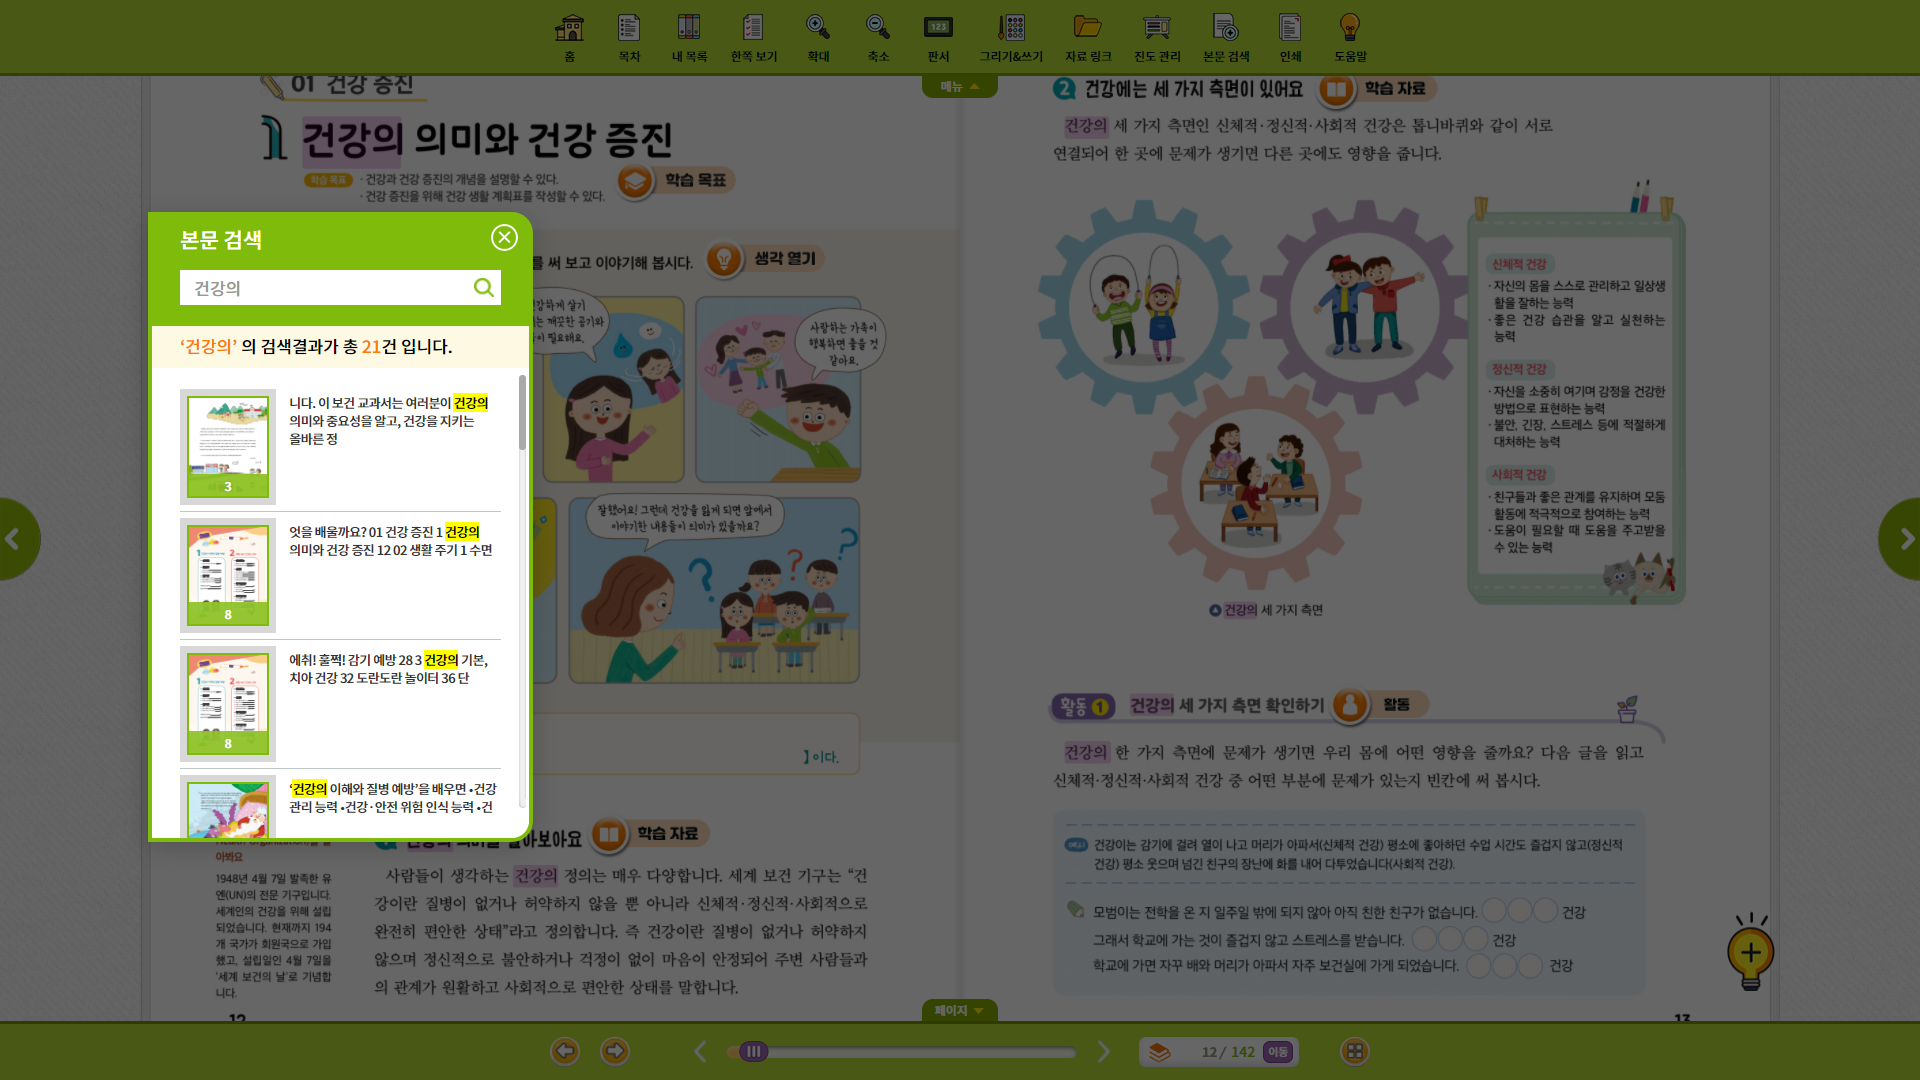 홈
목차
내 목록
한쪽 보기
확대
축소
123
판서
그리기&쓰기
자료 링크
진도 관리
본문 검색
인쇄
도움말
메뉴
01 건강 증진
1 건강의 의미와 건강 증진
학습 목표
· 건강과 건강 증진의 개념을 설명할 수 있다.
· 건강 증진을 위해 건강 생활 계획표를 작성할 수 있다.
학습 목표
본문 검색
건강의
‘건강의’ 의 검색결과가 총 21건 입니다.
니다. 이 보건 교과서는 여러분이 건강의
의미와 중요성을 알고, 건강을 지키는
올바른 정
3
엇을 배울까요? 01 건강 증진 1 건강의
의미와 건강 증진 12 02 생활 주기 1 수면
8
에취! 훌쩍! 감기 예방 28 3 건강의 기본,
치아 건강 32 도란도란 놀이터 36 단
8
‘건강의 이해와 질병 예방’을 배우면 •건강
관리 능력 •건강·안전 위험 인식 능력 •건
를 써 보고 이야기해 봅시다.
생각 열기
강하게 살기
는 깨끗한 공기와
이 필요해요.
사랑하는 가족이
행복하면 좋을 것
같아요.
잘했어요! 그런데 건강을 잃게 되면 앞에서
이야기한 내용들이 의미가 있을까요?
】이다.
아보아요
학습 자료
아봐요
1948년 4월 7일 발족한 유
엔(UN)의 전문 기구입니다.
세계인의 건강을 위해 설립
되었습니다. 현재까지 194
개 국가가 회원국으로 가입
했고, 설립일인 4월 7일을
‘세계 보건의 날’로 기념합
니다.
사람들이 생각하는 건강의 정의는 매우 다양합니다. 세계 보건 기구는 “건
강이란 질병이 없거나 허약하지 않을 뿐 아니라 신체적·정신적·사회적으로
완전히 편안한 상태”라고 정의합니다. 즉 건강이란 질병이 없거나 허약하지
않으며 정신적으로 불안하거나 걱정이 없이 마음이 안정되어 주변 사람들과
의 관계가 원활하고 사회적으로 편안한 상태를 말합니다.
12
2 건강에는 세 가지 측면이 있어요
학습 자료
건강의 세 가지 측면인 신체적·정신적·사회적 건강은 톱니바퀴와 같이 서로
연결되어 한 곳에 문제가 생기면 다른 곳에도 영향을 줍니다.
신체적 건강
· 자신의 몸을 스스로 관리하고 일상생
활을 잘하는 능력
· 좋은 건강 습관을 알고 실천하는
능력
정신적 건강
· 자신을 소중히 여기며 감정을 건강한
방법으로 표현하는 능력
· 불안, 긴장, 스트레스 등에 적절하게
대처하는 능력
사회적 건강
· 친구들과 좋은 관계를 유지하며 모둠
활동에 적극적으로 참여하는 능력
· 도움이 필요할 때 도움을 주고받을
수 있는 능력
건강의 세 가지 측면
활동 1 건강의 세 가지 측면 확인하기
활동
건강의 한 가지 측면에 문제가 생기면 우리 몸에 어떤 영향을 줄까요? 다음 글을 읽고
신체적·정신적·사회적 건강 중 어떤 부분에 문제가 있는지 빈칸에 써 봅시다.
예시 건강이는 감기에 걸려 열이 나고 머리가 아파서(신체적 건강) 평소에 좋아하던 수업 시간도 즐겁지 않고(정신적
건강) 평소 웃으며 넘긴 친구의 장난에 화를 내어 다투었습니다(사회적 건강).
모범이는 전학을 온 지 일주일 밖에 되지 않아 아직 친한 친구가 없습니다. 건강
그래서 학교에 가는 것이 즐겁지 않고 스트레스를 받습니다. 건강
학교에 가면 자꾸 배와 머리가 아파서 자주 보건실에 가게 되었습니다. 건강
13
페이지
12 / 142 이동